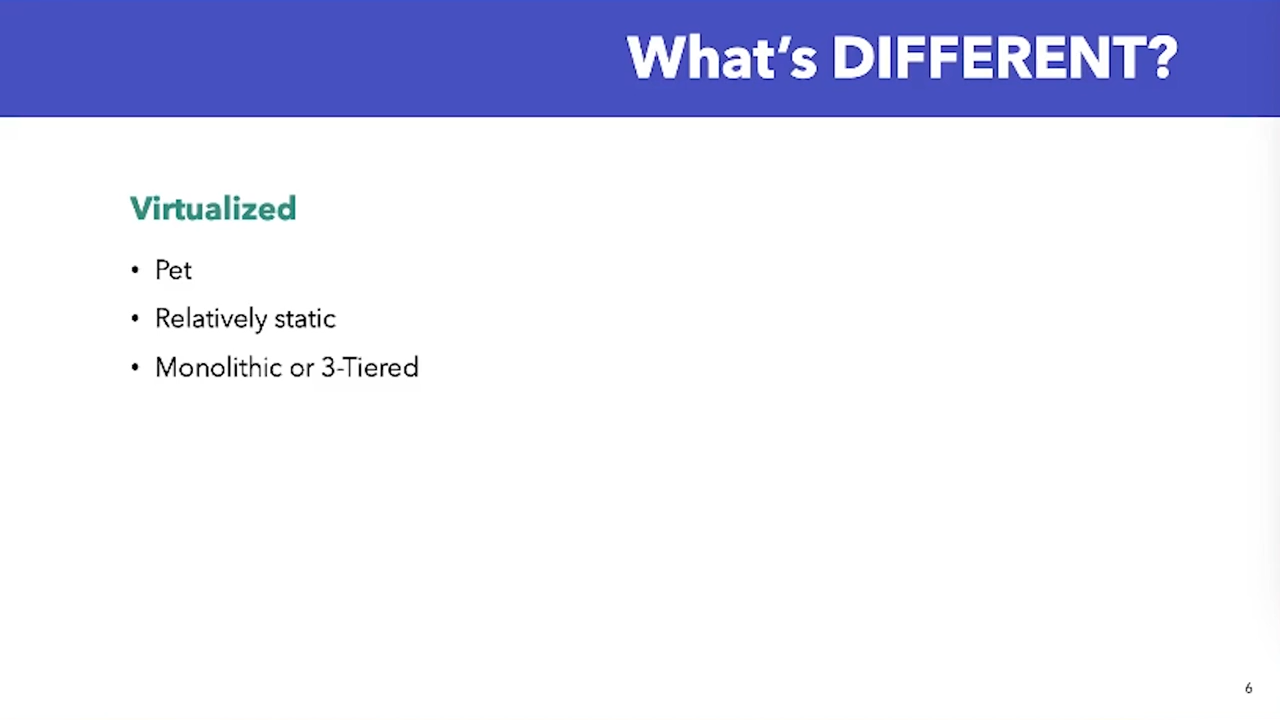 What’s DIFFERENT?
Virtualized
• Pet
• Relatively static
• Monolithic or 3-Tiered
6